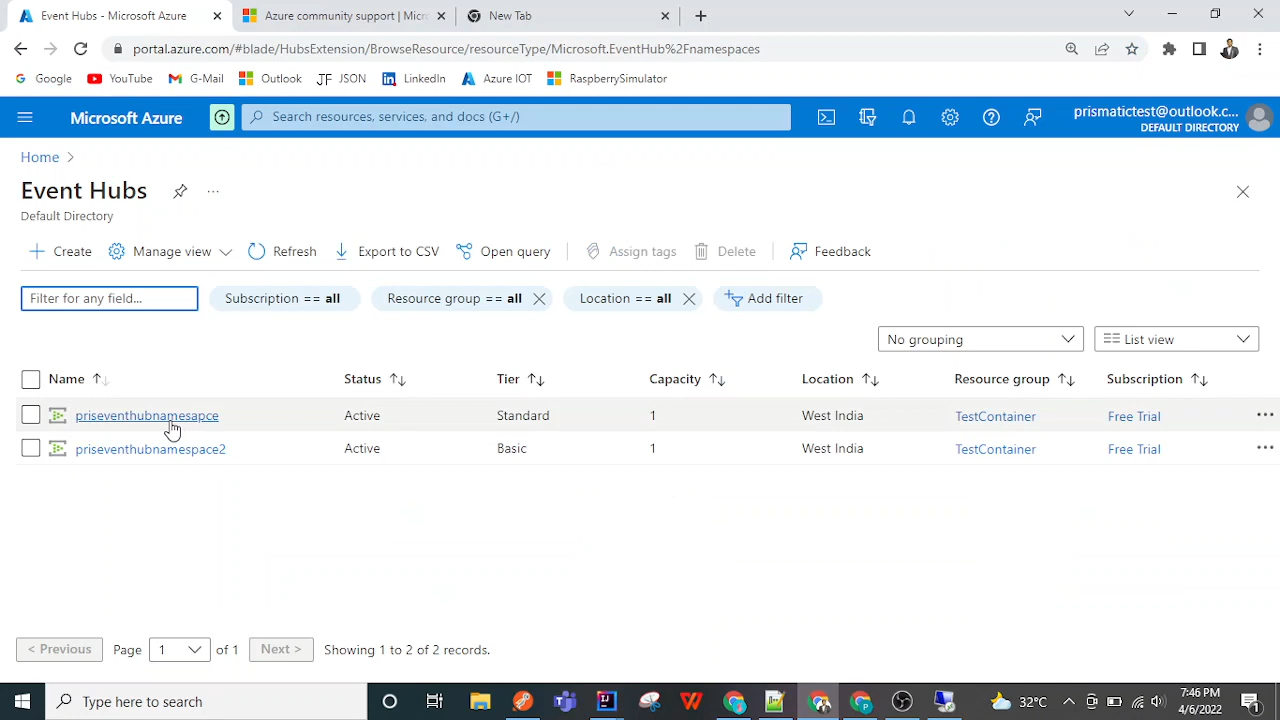 Event Hubs - Microsoft Azure
Azure community support | Micr
New Tab
portal.azure.com/#blade/HubsExtension/BrowseResource/resourceType/Microsoft.EventHub%2Fnamespaces
Google YouTube G-Mail Outlook JSON LinkedIn Azure IOT RaspberrySimulator
Microsoft Azure
Search resources, services, and docs (G+/)
prismatictest@outlook.c...
DEFAULT DIRECTORY
Home >
Event Hubs
Default Directory
Create Manage view Refresh Export to CSV Open query Assign tags Delete Feedback
Filter for any field... Subscription == all Resource group == all Location == all Add filter
No grouping List view
Name Status Tier Capacity Location Resource group Subscription
priseventhubnamesapce Active Standard 1 West India TestContainer Free Trial
priseventhubnamespace2 Active Basic 1 West India TestContainer Free Trial
< Previous Page 1 of 1 Next > Showing 1 to 2 of 2 records.
Type here to search
32°C
7:46 PM
4/6/2022
1